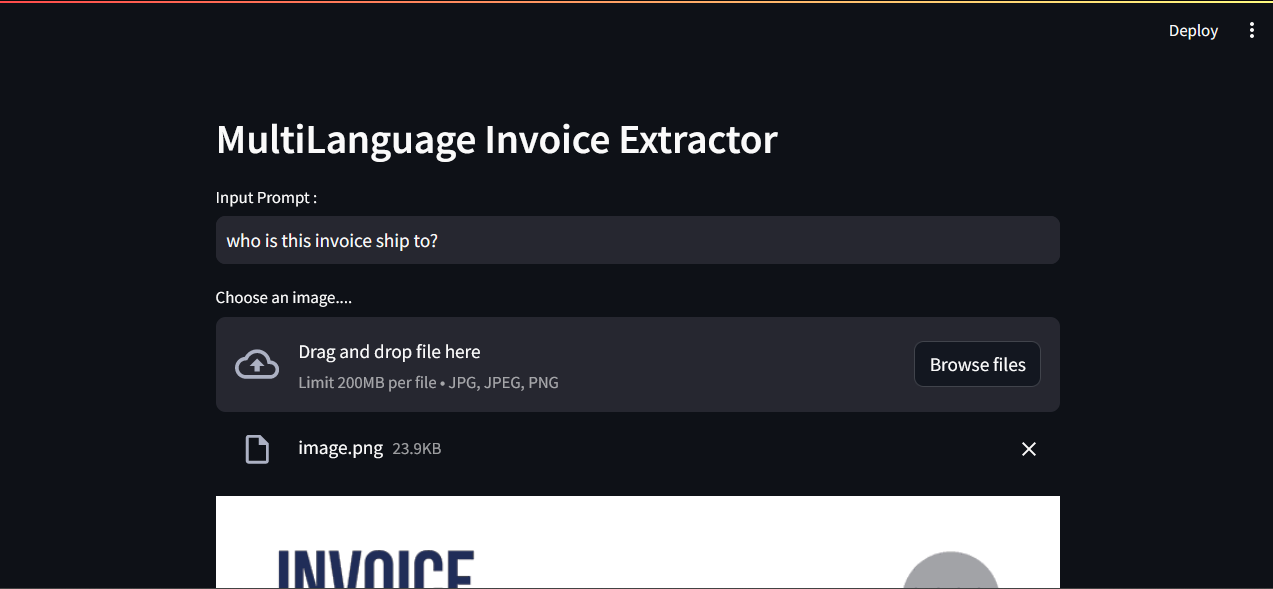 Deploy
MultiLanguage Invoice Extractor
Input Prompt :
who is this invoice ship to?
Choose an image....
Drag and drop file here
Limit 200MB per file • JPG, JPEG, PNG
Browse files
image.png 23.9KB
INVOICE